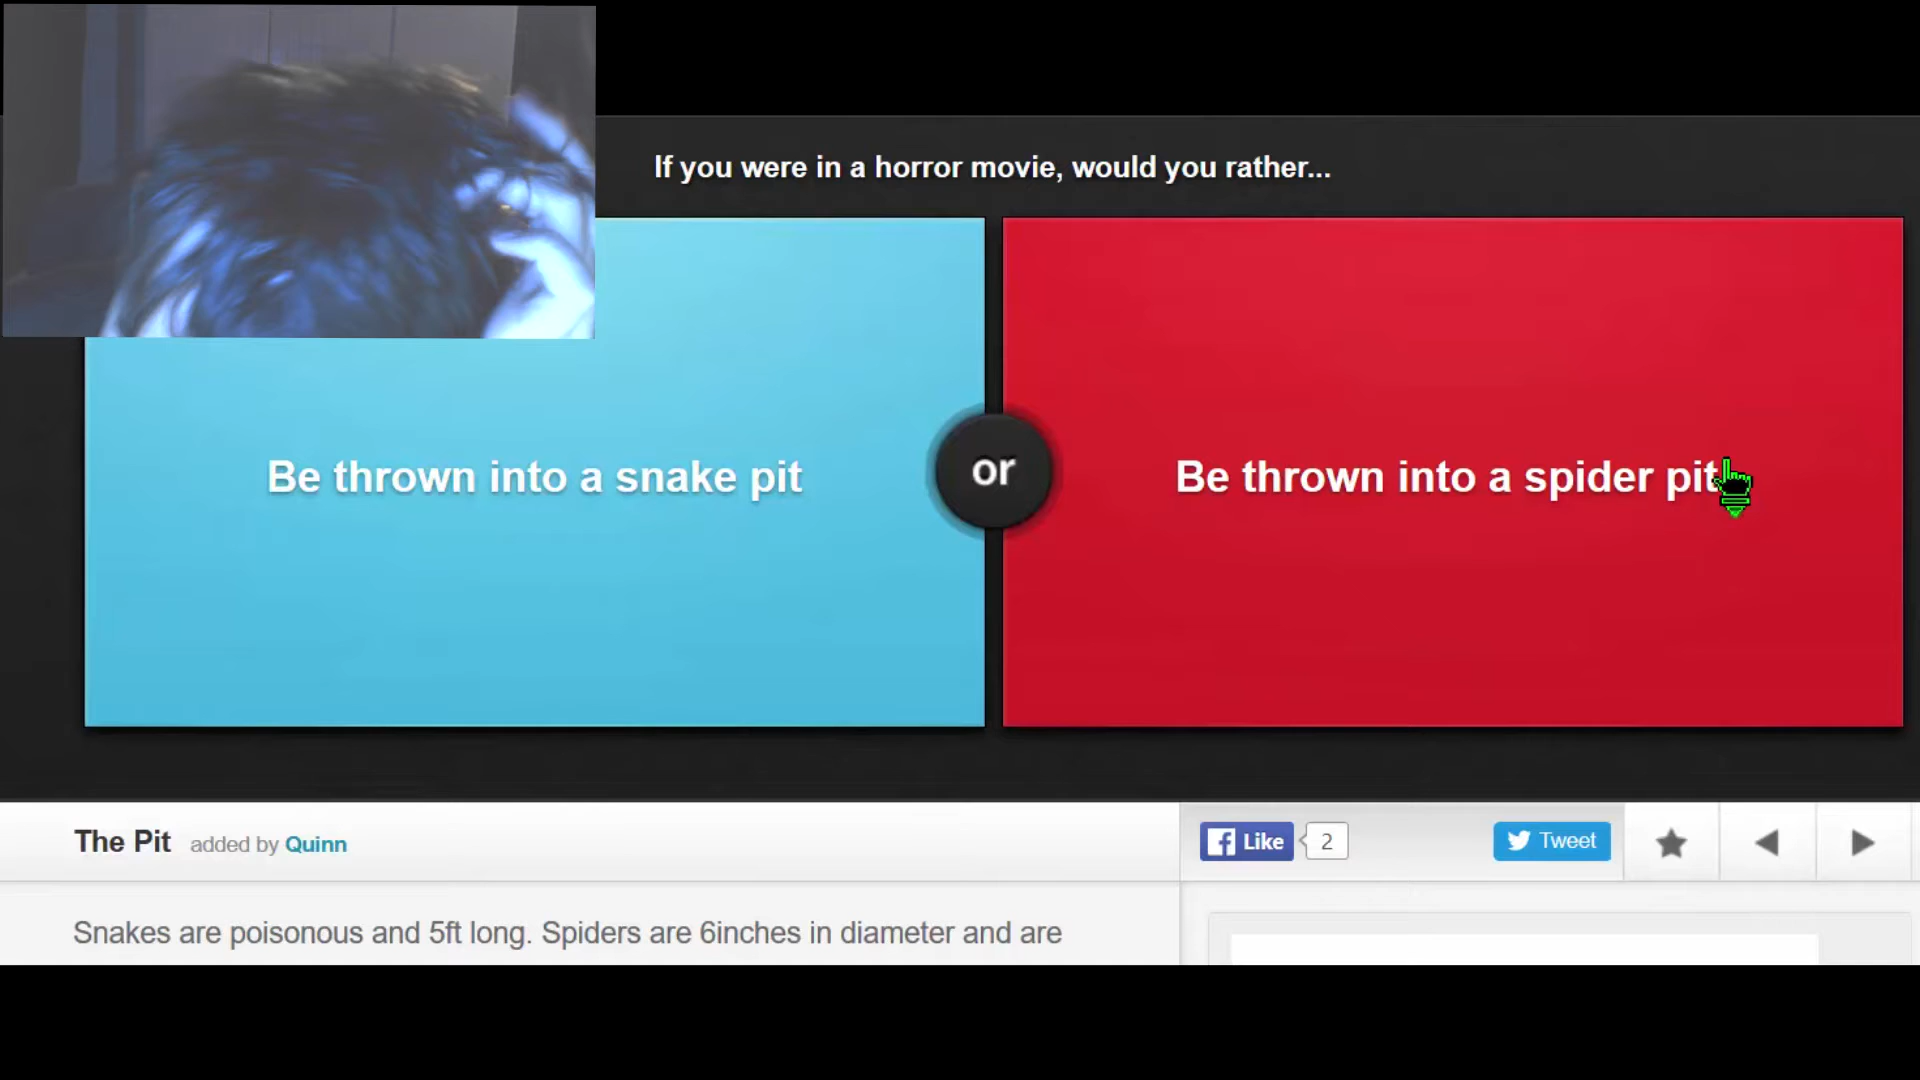 If you were in a horror movie, would you rather...
Be thrown into a snake pit
or
Be thrown into a spider pit
The Pit added by Quinn
Like 2 Tweet
Snakes are poisonous and 5ft long. Spiders are 6inches in diameter and are